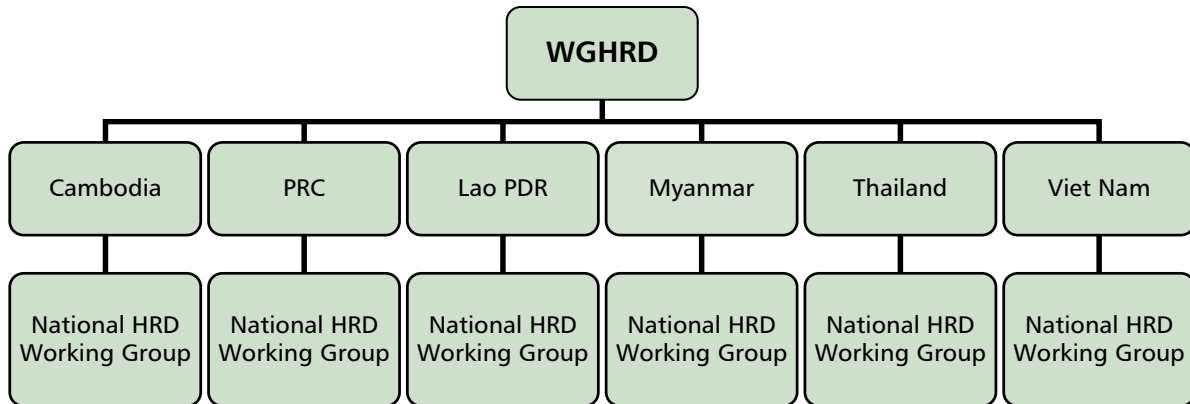 WGHRD
Cambodia
PRC
Lao PDR
Myanmar
Thailand
Viet Nam
National HRD
Working Group
National HRD
Working Group
National HRD
Working Group
National HRD
Working Group
National HRD
Working Group
National HRD
Working Group